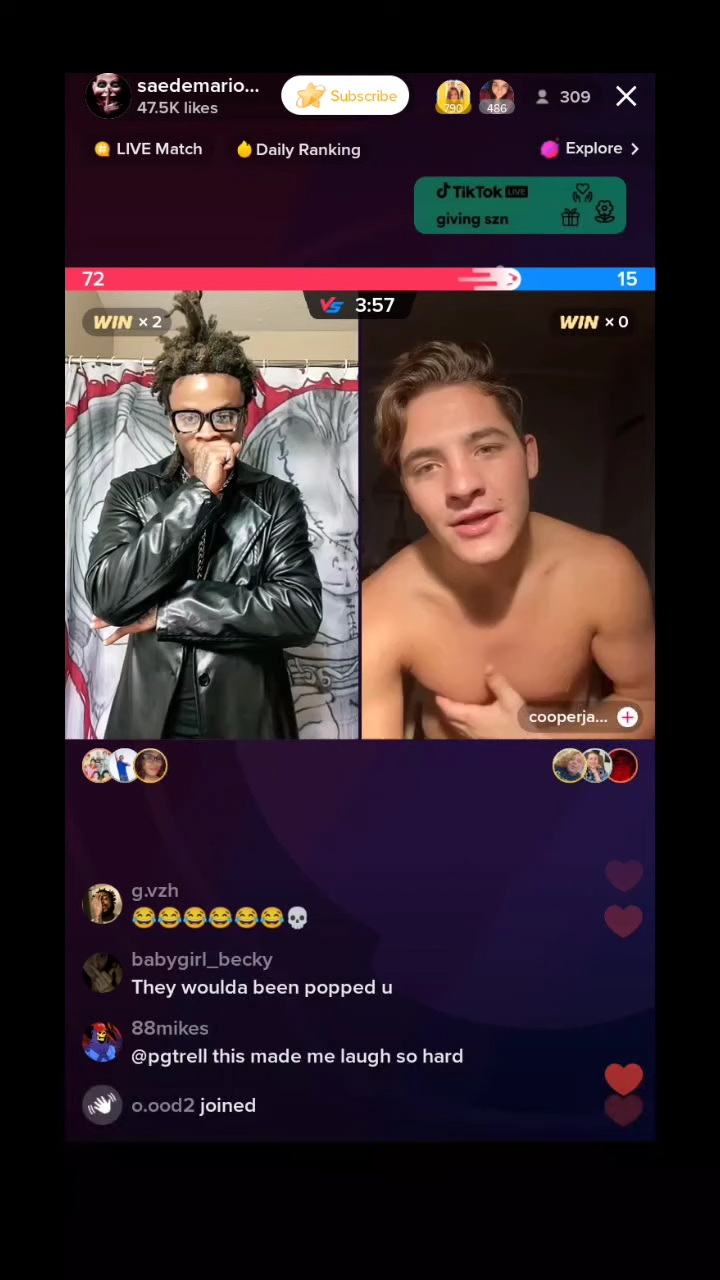 saedemario...
47.5K likes
Subscribe
790
486
309
LIVE Match
Daily Ranking
Explore
TikTok LIVE
giving szn
72
15
VS 3:57
WIN × 2
WIN × 0
cooperja...
g.vzh
😂😂😂😂😂😂💀
babygirl_becky
They woulda been popped u
88mikes
@pgtrell this made me laugh so hard
o.ood2 joined